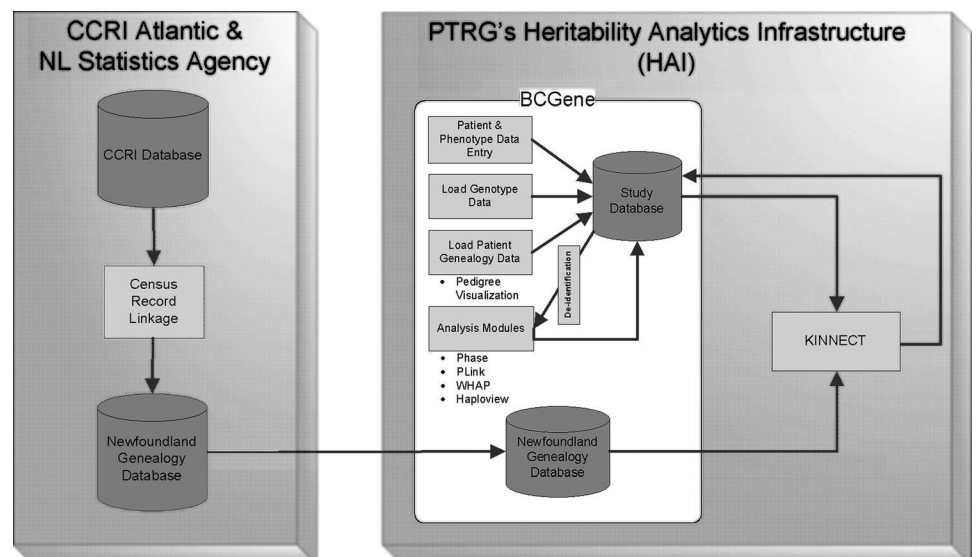 CCRI Atlantic &
NL Statistics Agency
CCRI Database
Census
Record
Linkage
Newfoundland
Genealogy
Database
PTRG's Heritability Analytics Infrastructure
(HAI)
BCGene
Patient &
Phenotype Data
Entry
Load Genotype
Data
Load Patient
Genealogy Data
• Pedigree
Visualization
Analysis Modules
• Phase
• PLink
• WHAP
• Haploview
Study
Database
De-identification
Newfoundland
Genealogy
Database
KINNECT